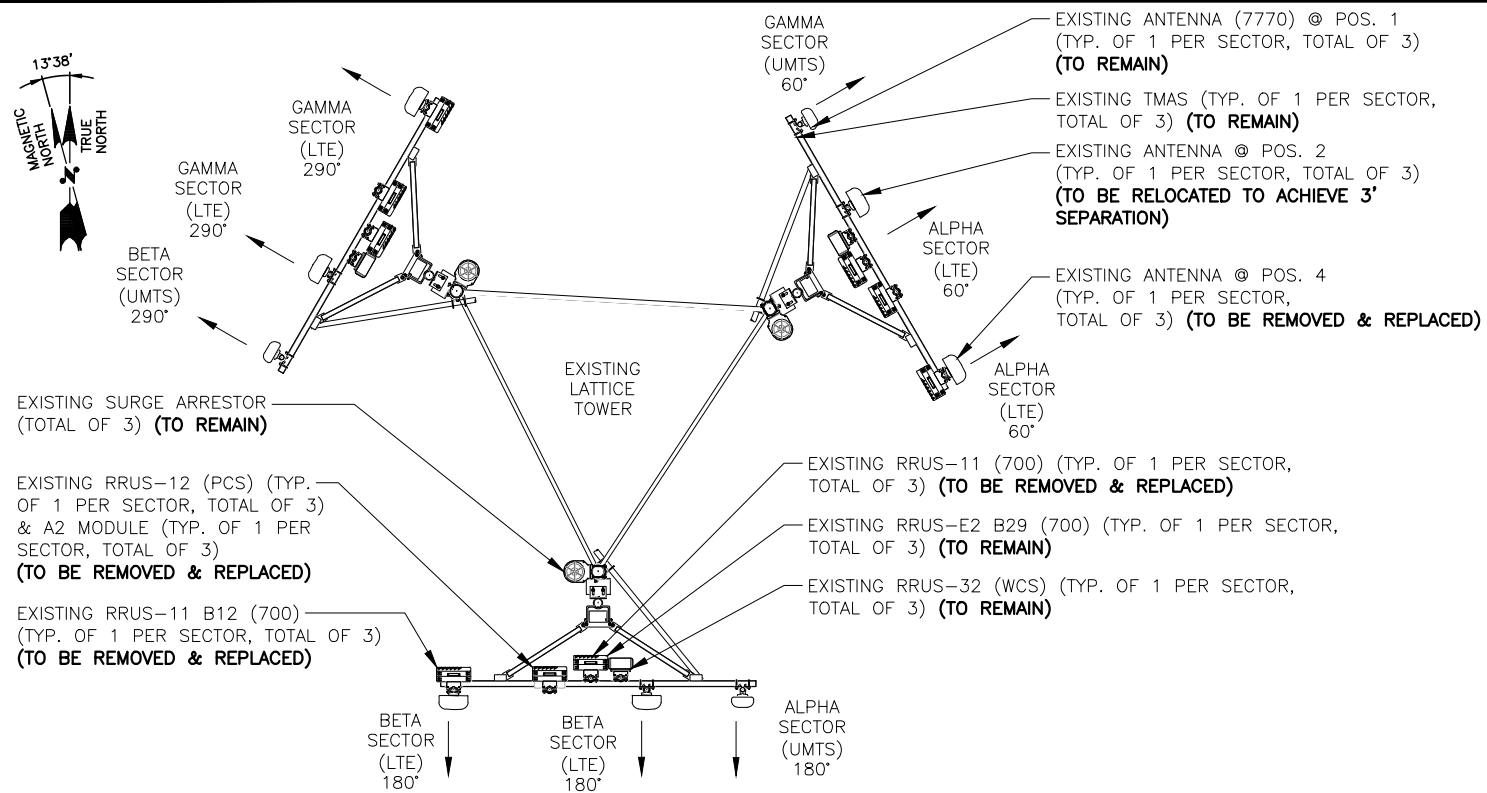 13°38'
MAGNETIC
NORTH
TRUE
NORTH
N
GAMMA
SECTOR
(LTE)
290°
GAMMA
SECTOR
(LTE)
290°
BETA
SECTOR
(UMTS)
290°
GAMMA
SECTOR
(UMTS)
60°
ALPHA
SECTOR
(LTE)
60°
ALPHA
SECTOR
(LTE)
60°
EXISTING ANTENNA (7770) @ POS. 1
(TYP. OF 1 PER SECTOR, TOTAL OF 3)
(TO REMAIN)
EXISTING TMAS (TYP. OF 1 PER SECTOR,
TOTAL OF 3) (TO REMAIN)
EXISTING ANTENNA @ POS. 2
(TYP. OF 1 PER SECTOR, TOTAL OF 3)
(TO BE RELOCATED TO ACHIEVE 3'
SEPARATION)
EXISTING ANTENNA @ POS. 4
(TYP. OF 1 PER SECTOR,
TOTAL OF 3) (TO BE REMOVED & REPLACED)
EXISTING
LATTICE
TOWER
EXISTING SURGE ARRESTOR
(TOTAL OF 3) (TO REMAIN)
EXISTING RRUS-12 (PCS) (TYP.
OF 1 PER SECTOR, TOTAL OF 3)
& A2 MODULE (TYP. OF 1 PER
SECTOR, TOTAL OF 3)
(TO BE REMOVED & REPLACED)
EXISTING RRUS-11 B12 (700)
(TYP. OF 1 PER SECTOR, TOTAL OF 3)
(TO BE REMOVED & REPLACED)
EXISTING RRUS-11 (700) (TYP. OF 1 PER SECTOR,
TOTAL OF 3) (TO BE REMOVED & REPLACED)
EXISTING RRUS-E2 B29 (700) (TYP. OF 1 PER SECTOR,
TOTAL OF 3) (TO REMAIN)
EXISTING RRUS-32 (WCS) (TYP. OF 1 PER SECTOR,
TOTAL OF 3) (TO REMAIN)
BETA
SECTOR
(LTE)
180°
BETA
SECTOR
(LTE)
180°
ALPHA
SECTOR
(UMTS)
180°